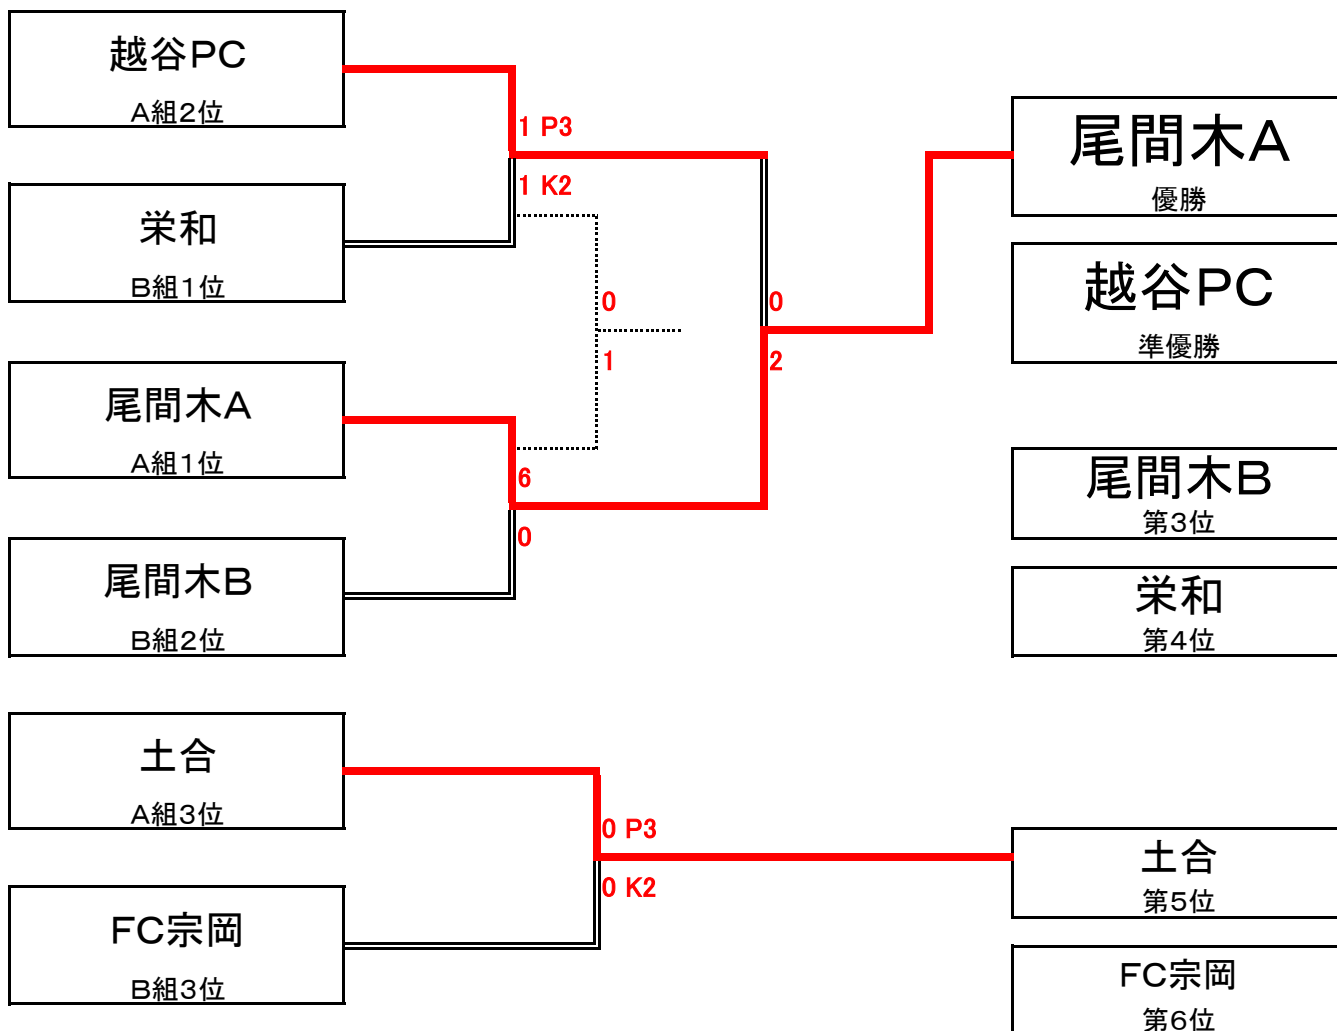 越谷PC
A組2位
1 P3
1 K2
栄和
B組1位
0
1
尾間木A
A組1位
6
0
尾間木B
B組2位
0
2
尾間木A
優勝
越谷PC
準優勝
尾間木B
第3位
栄和
第4位
土合
A組3位
0 P3
0 K2
FC宗岡
B組3位
土合
第5位
FC宗岡
第6位